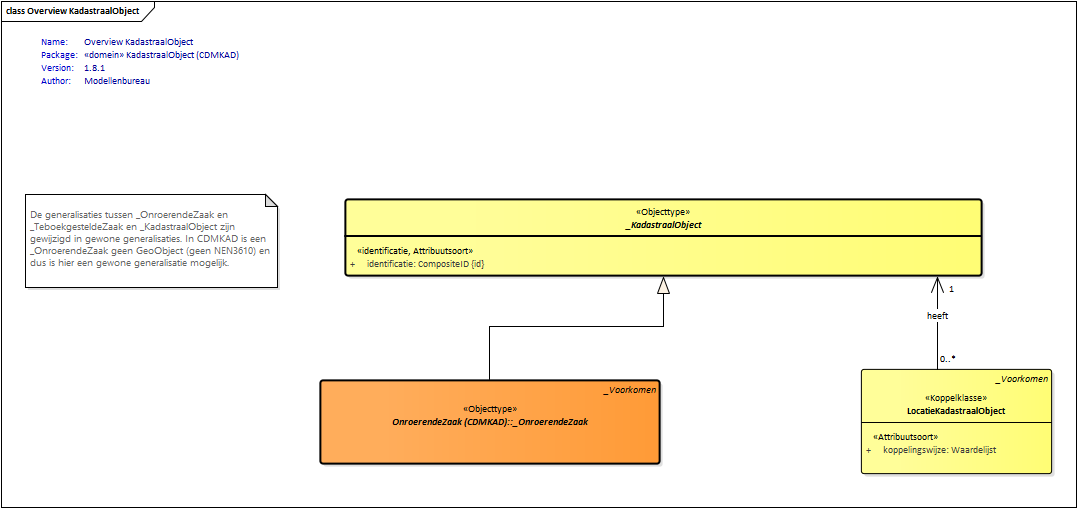 class Overview KadastraalObject
Name: Overview KadastraalObject
Package: «domein» KadastraalObject (CDMKAD)
Version: 1.8.1
Author: Modellenbureau
De generalisaties tussen _OnroerendeZaak en
_TeboekgesteldeZaak en _KadastraalObject zijn
gewijzigd in gewone generalisaties. In CDMKAD is een
_OnroerendeZaak geen GeoObject (geen NEN3610) en
dus is hier een gewone generalisatie mogelijk.
«Objecttype»
_KadastraalObject
«identificatie, Attribuutsoort»
+ identificatie: CompositeID {id}
1
heeft
0..*
_Voorkomen
«Objecttype»
OnroerendeZaak (CDMKAD)::_OnroerendeZaak
_Voorkomen
«Koppelklasse»
LocatieKadastraalObject
«Attribuutsoort»
+ koppelingswijze: Waardelijst